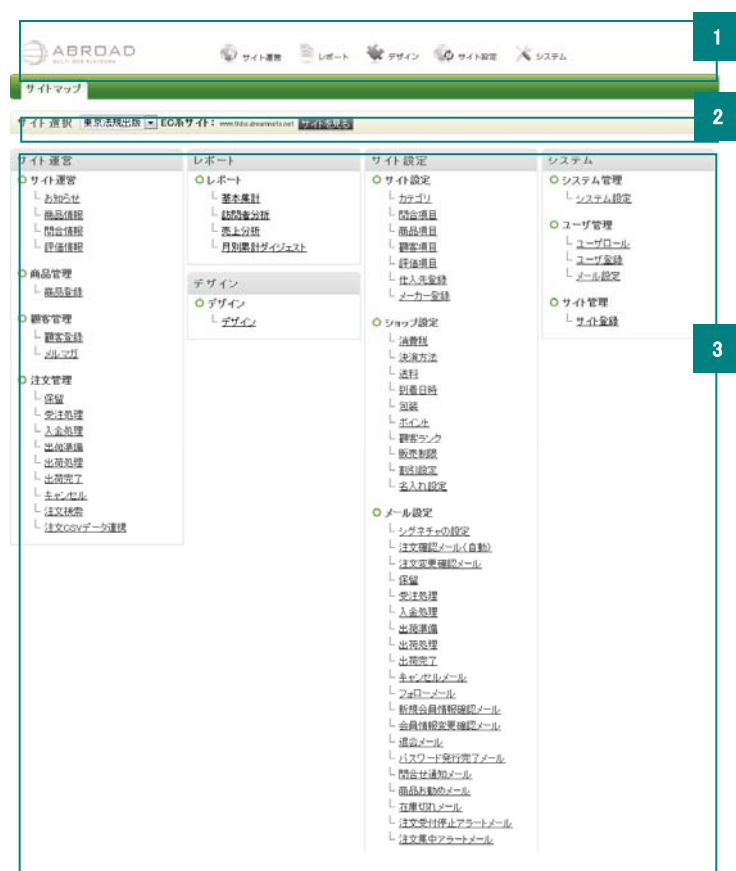 1
ABROAD
サイト運営 レポート デザイン サイト設定 システム
サイトマップ
2
サイト選択 東京法規出版 EC系サイト: サイトを見る
3
サイト運営
サイト運営
お知らせ
商品情報
問合情報
評価情報
商品管理
商品登録
顧客管理
顧客登録
メルマガ
注文管理
保留
受注処理
入金処理
出荷準備
出荷処理
出荷完了
キャンセル
注文検索
注文CSVデータ連携
レポート
レポート
基本集計
訪問者分析
売上分析
月別累計ダイジェスト
デザイン
デザイン
デザイン
サイト設定
サイト設定
カテゴリ
問合項目
商品項目
顧客項目
評価項目
仕入先登録
メーカー登録
ショップ設定
消費税
決済方法
送料
到着日時
包装
ポイント
顧客ランク
販売制限
割引設定
名入れ設定
メール設定
シグネチャの設定
注文確認メール(自動)
注文変更確認メール
保留
受注処理
入金処理
出荷準備
出荷処理
出荷完了
キャンセルメール
フォローメール
新規会員情報確認メール
会員情報変更確認メール
退会メール
パスワード発行完了メール
問合せ通知メール
商品お勧めメール
在庫切れメール
注文受付停止アラートメール
注文集中アラートメール
システム
システム管理
システム設定
ユーザ管理
ユーザロール
ユーザ登録
メール設定
サイト管理
サイト登録